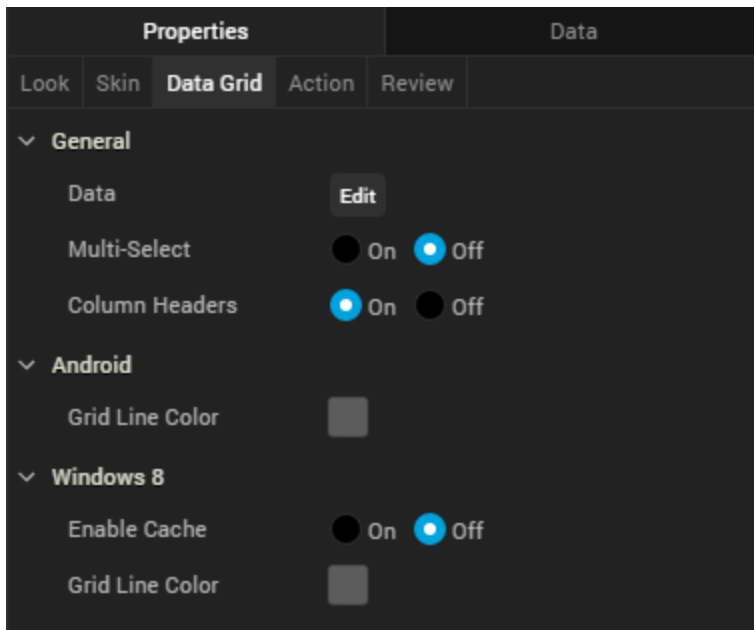 Properties Data
Look Skin Data Grid Action Review
General
Data Edit
Multi-Select On Off
Column Headers On Off
Android
Grid Line Color
Windows 8
Enable Cache On Off
Grid Line Color